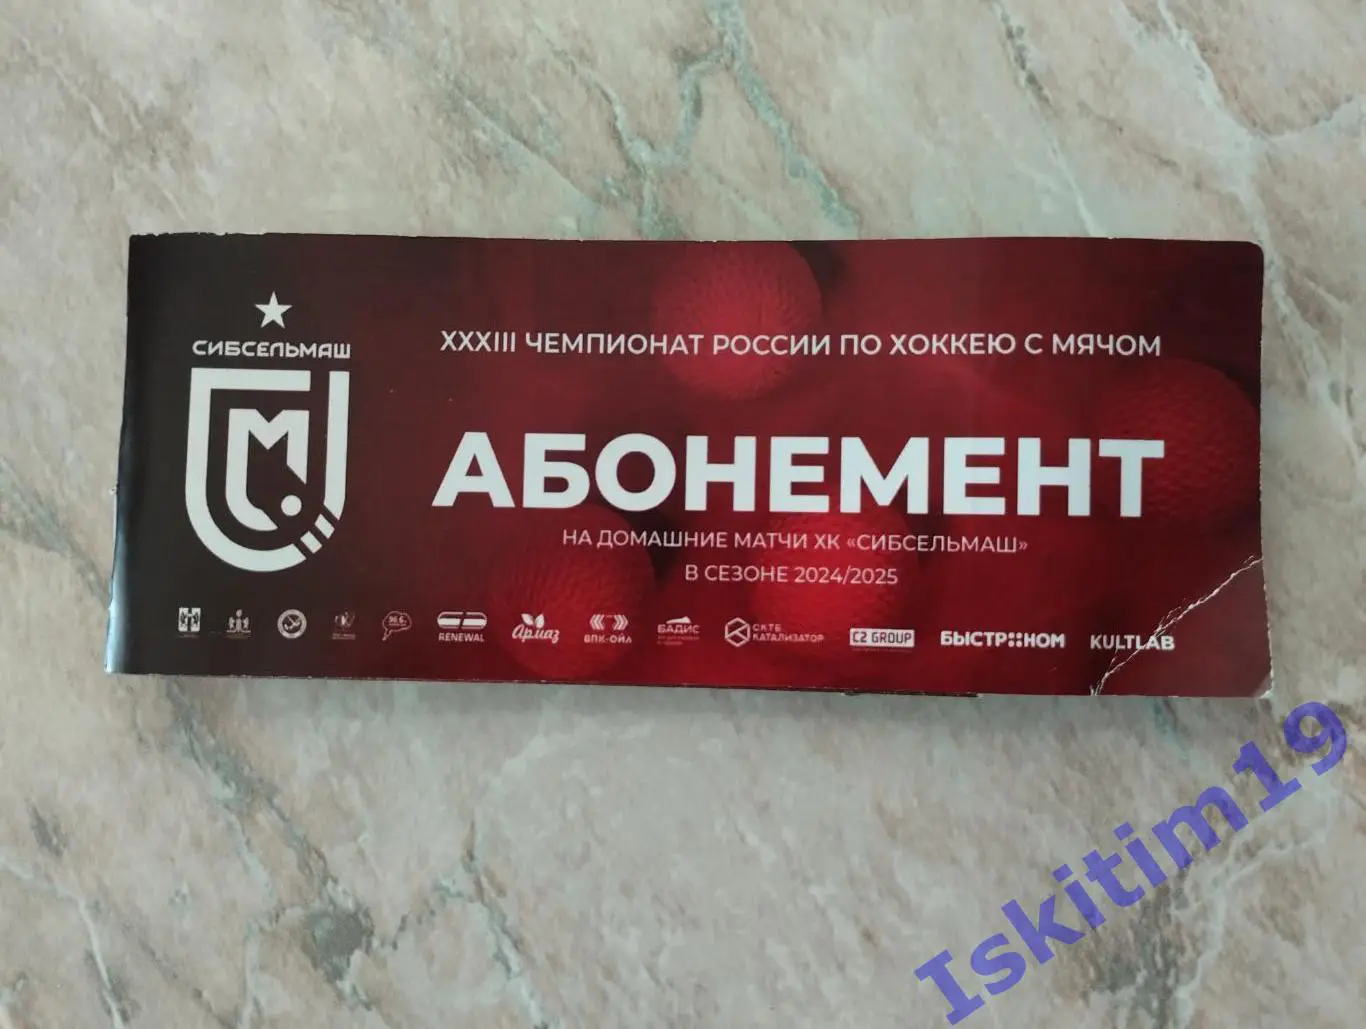 СИБСЕЛЬМАШ
XXXIII ЧЕМПИОНАТ РОССИИ ПО ХОККЕЮ С МЯЧОМ
АБОНЕМЕНТ
НА ДОМАШНИЕ МАТЧИ ХК «СИБСЕЛЬМАШ»
В СЕЗОНЕ 2024/2025
RENEWAL
Армаз
ВПК-ОЙЛ
БАДИС
СКТБ
КАТАЛИЗАТОР
C2 GROUP
БЫСТРОНОМ
KULTLAB
Iskitim19